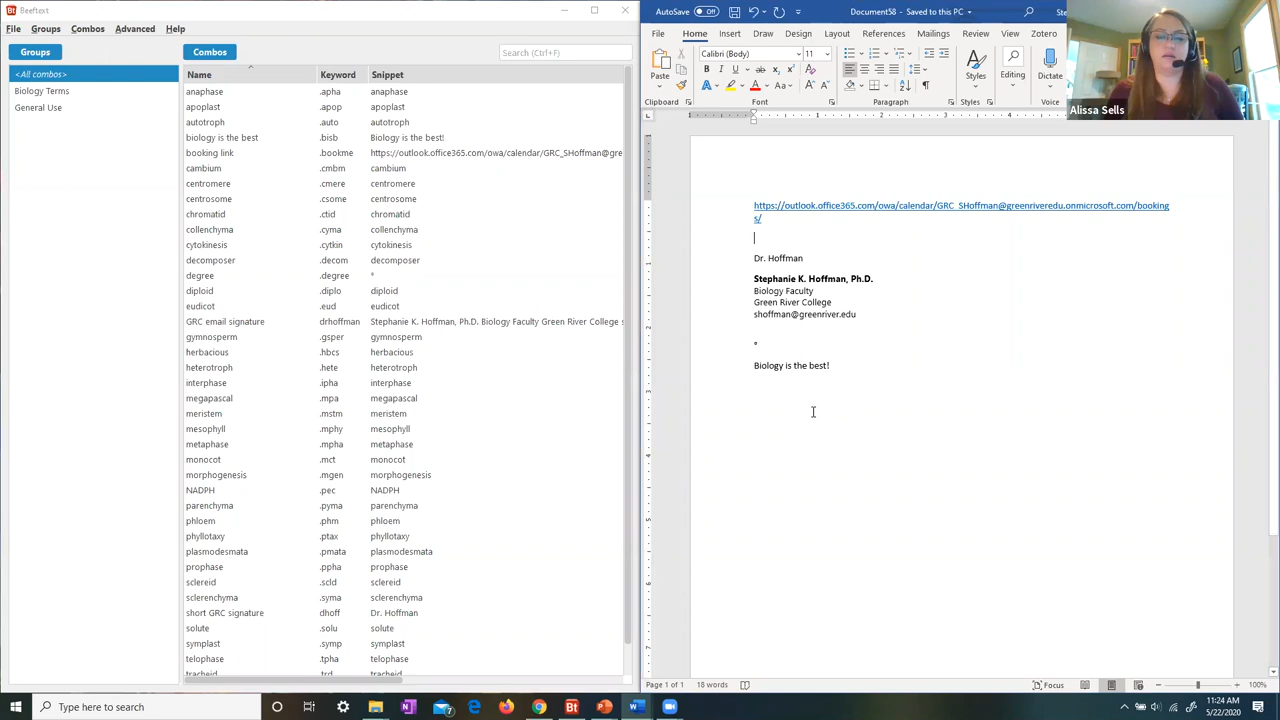 Beeftext
File Groups Combos Advanced Help
Groups
Combos
Search (Ctrl+F)
<All combos>
Biology Terms
General Use
Name Keyword Snippet
anaphase .apha anaphase
apoplast .apop apoplast
autotroph .auto autotroph
biology is the best .bisb Biology is the best!
booking link .bookme https://outlook.office365.com/owa/calendar/GRC_SHoffman@gre
cambium .cmbm cambium
centromere .cmere centromere
centrosome .csome centrosome
chromatid .ctid chromatid
collenchyma .cyma collenchyma
cytokinesis .cytkin cytokinesis
decomposer .decom decomposer
degree .degree °
diploid .diplo diploid
eudicot .eud eudicot
GRC email signature drhoffman Stephanie K. Hoffman, Ph.D. Biology Faculty Green River College s
gymnosperm .gsper gymnosperm
herbacious .hbcs herbacious
heterotroph .hete heterotroph
interphase .ipha interphase
megapascal .mpa megapascal
meristem .mstm meristem
mesophyll .mphy mesophyll
metaphase .mpha metaphase
monocot .mct monocot
morphogenesis .mgen morphogenesis
NADPH .pec NADPH
parenchyma .pyma parenchyma
phloem .phm phloem
phyllotaxy .ptax phyllotaxy
plasmodesmata .pmata plasmodesmata
prophase .ppha prophase
sclereid .scld sclereid
sclerenchyma .syma sclerenchyma
short GRC signature dhoff Dr. Hoffman
solute .solu solute
symplast .symp symplast
telophase .tpha telophase
tracheid .trd tracheid
AutoSave Off Document58 - Saved to this PC
File Home Insert Draw Design Layout References Mailings Review View Zotero
Calibri (Body) 11
Paste
Styles
Editing
Dictate
Clipboard Font Paragraph Styles Voice
Alissa Sells
https://outlook.office365.com/owa/calendar/GRC_SHoffman@greenriveredu.onmicrosoft.com/booking
s/
Dr. Hoffman
Stephanie K. Hoffman, Ph.D.
Biology Faculty
Green River College
shoffman@greenriver.edu
°
Biology is the best!
Page 1 of 1 18 words
Focus
100%
Type here to search
11:24 AM
5/22/2020